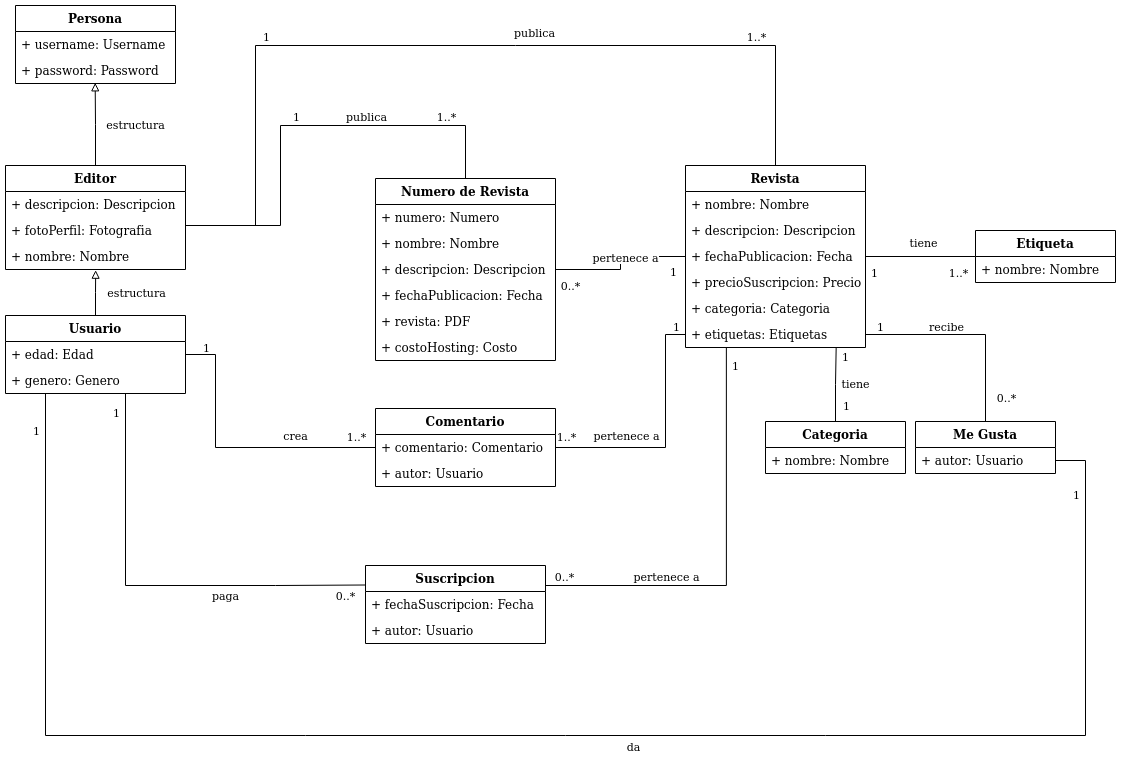 Persona
+ username: Username
+ password: Password
estructura
Editor
+ descripcion: Descripcion
+ fotoPerfil: Fotografia
+ nombre: Nombre
estructura
Usuario
+ edad: Edad
+ genero: Genero
1
publica
1..*
1
publica
1..*
Numero de Revista
+ numero: Numero
+ nombre: Nombre
+ descripcion: Descripcion
+ fechaPublicacion: Fecha
+ revista: PDF
+ costoHosting: Costo
pertenece a
0..*
1
Revista
+ nombre: Nombre
+ descripcion: Descripcion
+ fechaPublicacion: Fecha
+ precioSuscripcion: Precio
+ categoria: Categoria
+ etiquetas: Etiquetas
tiene
1
1..*
Etiqueta
+ nombre: Nombre
1
recibe
0..*
1
tiene
1
Categoria
+ nombre: Nombre
Me Gusta
+ autor: Usuario
1
1
crea
1..*
Comentario
+ comentario: Comentario
+ autor: Usuario
1..*
pertenece a
1
1
paga
0..*
Suscripcion
+ fechaSuscripcion: Fecha
+ autor: Usuario
0..*
pertenece a
1
1
da